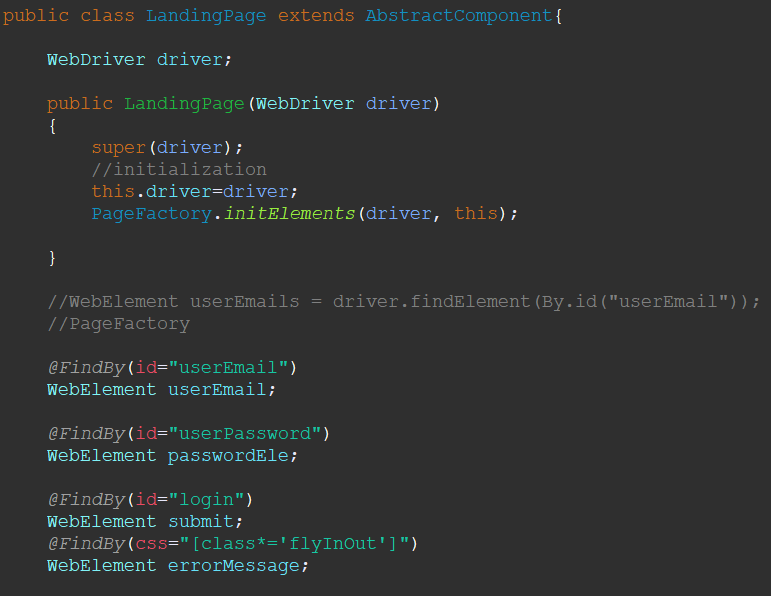 public class LandingPage extends AbstractComponent{
WebDriver driver;
public LandingPage(WebDriver driver)
{
super(driver);
//initialization
this.driver=driver;
PageFactory.initElements(driver, this);
}
//WebElement userEmails = driver.findElement(By.id("userEmail"));
//PageFactory
@FindBy(id="userEmail")
WebElement userEmail;
@FindBy(id="userPassword")
WebElement passwordEle;
@FindBy(id="login")
WebElement submit;
@FindBy(css="[class*='flyInOut']")
WebElement errorMessage;